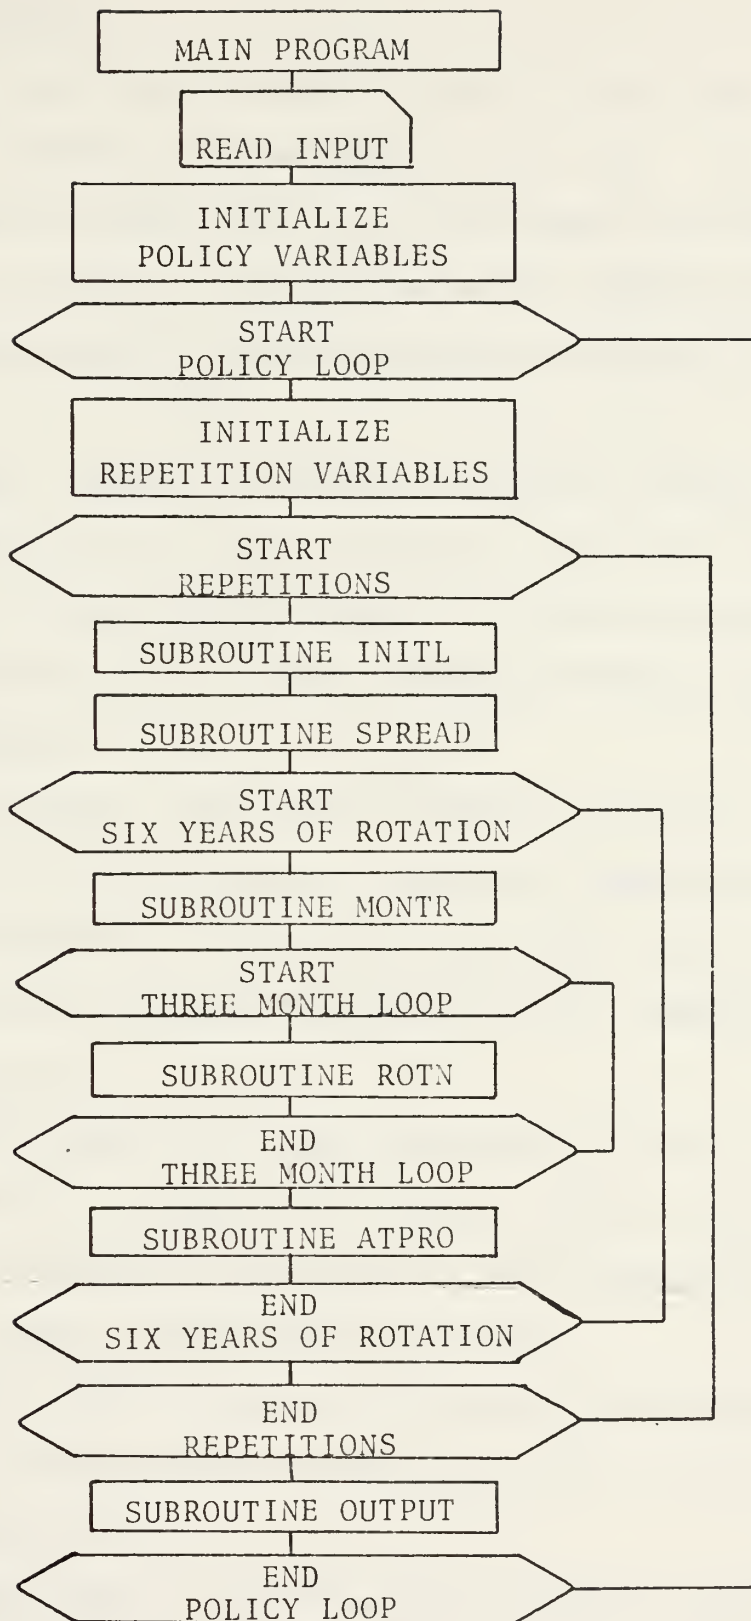 MAIN PROGRAM
READ INPUT
INITIALIZE
POLICY VARIABLES
START
POLICY LOOP
INITIALIZE
REPETITION VARIABLES
START
REPETITIONS
SUBROUTINE INITL
SUBROUTINE SPREAD
START
SIX YEARS OF ROTATION
SUBROUTINE MONTR
START
THREE MONTH LOOP
SUBROUTINE ROTN
END
THREE MONTH LOOP
SUBROUTINE ATPRO
END
SIX YEARS OF ROTATION
END
REPETITIONS
SUBROUTINE OUTPUT
END
POLICY LOOP